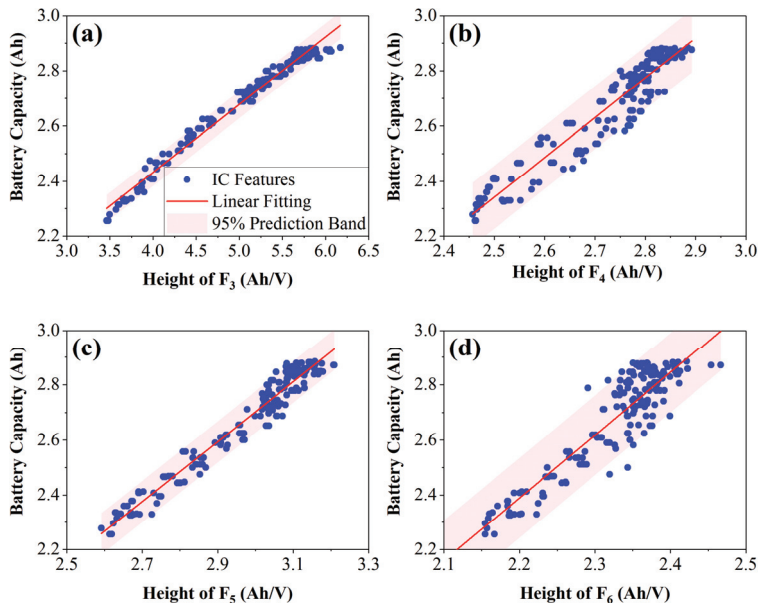 (a)
Battery Capacity (Ah)
3.0
2.8
2.6
2.4
2.2
IC Features
Linear Fitting
95% Prediction Band
3.0 3.5 4.0 4.5 5.0 5.5 6.0 6.5
Height of F₃ (Ah/V)
(b)
Battery Capacity (Ah)
3.0
2.8
2.6
2.4
2.2
2.4 2.5 2.6 2.7 2.8 2.9 3.0
Height of F₄ (Ah/V)
(c)
Battery Capacity (Ah)
3.0
2.8
2.6
2.4
2.2
2.5 2.7 2.9 3.1 3.3
Height of F₅ (Ah/V)
(d)
Battery Capacity (Ah)
3.0
2.8
2.6
2.4
2.2
2.1 2.2 2.3 2.4 2.5
Height of F₆ (Ah/V)